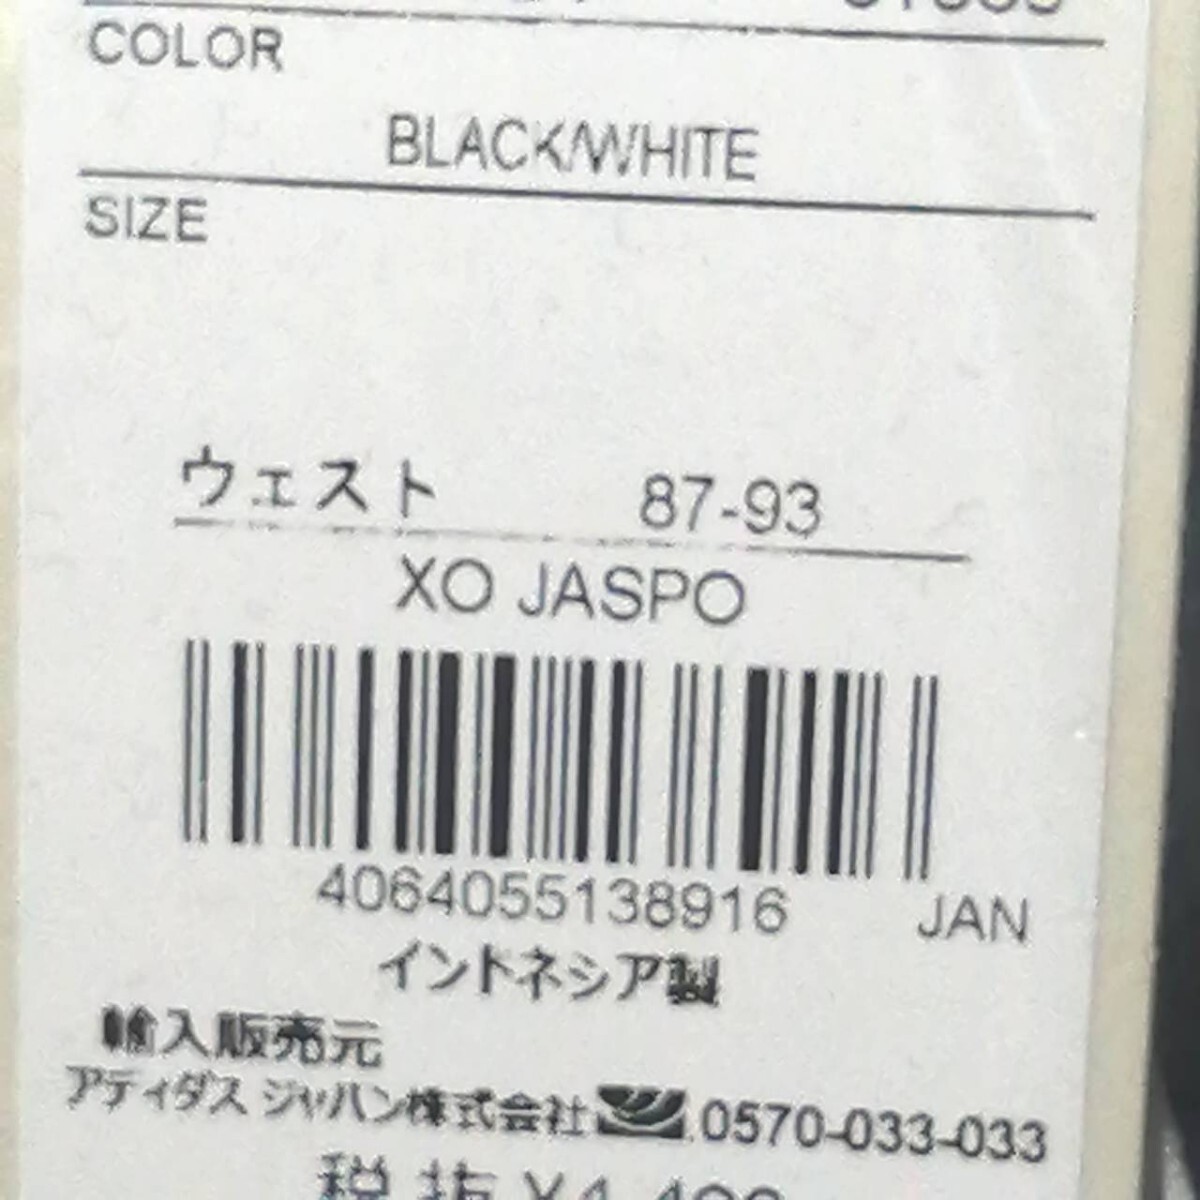 COLOR
BLACK/WHITE
SIZE
ウェスト 87-93
XO JASPO
4064055138916 JAN
インドネシア製
輸入販売元
アディダス ジャパン株式会社 0570-033-033
税 抜